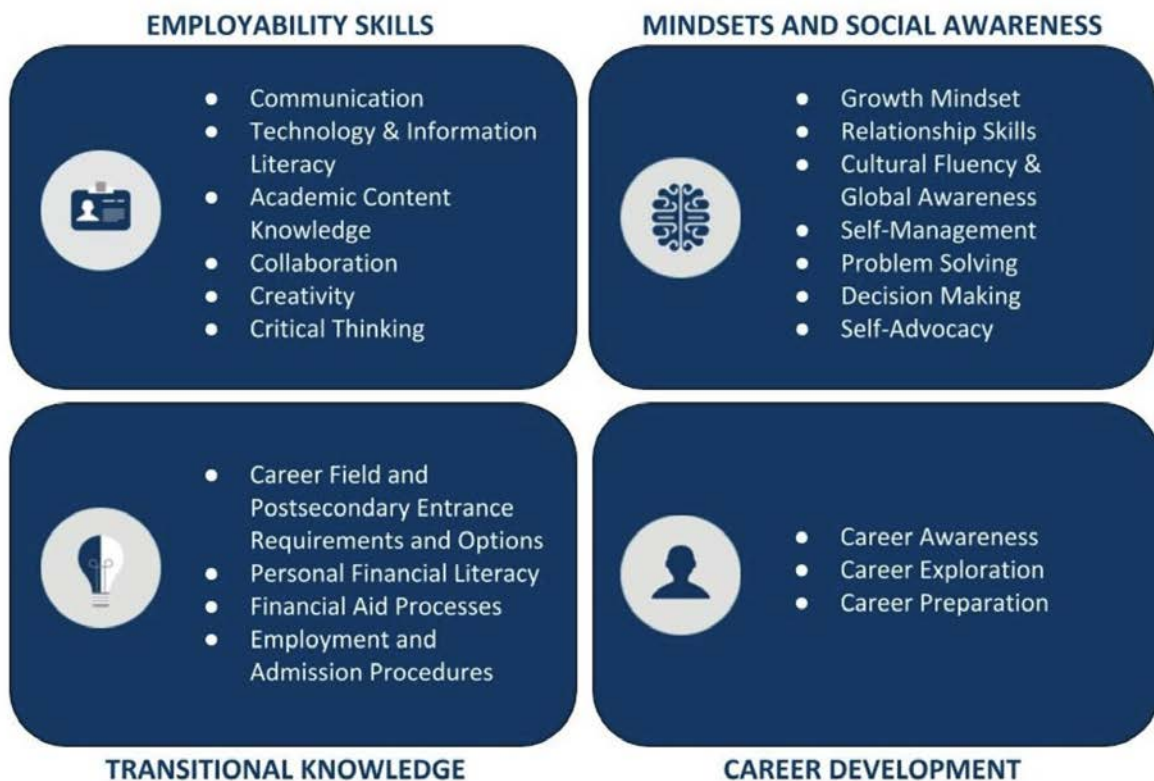 EMPLOYABILITY SKILLS
● Communication
● Technology & Information
Literacy
● Academic Content
Knowledge
● Collaboration
● Creativity
● Critical Thinking
MINDSETS AND SOCIAL AWARENESS
● Growth Mindset
● Relationship Skills
● Cultural Fluency &
Global Awareness
● Self-Management
● Problem Solving
● Decision Making
● Self-Advocacy
● Career Field and
Postsecondary Entrance
Requirements and Options
● Personal Financial Literacy
● Financial Aid Processes
● Employment and
Admission Procedures
TRANSITIONAL KNOWLEDGE
● Career Awareness
● Career Exploration
● Career Preparation
CAREER DEVELOPMENT